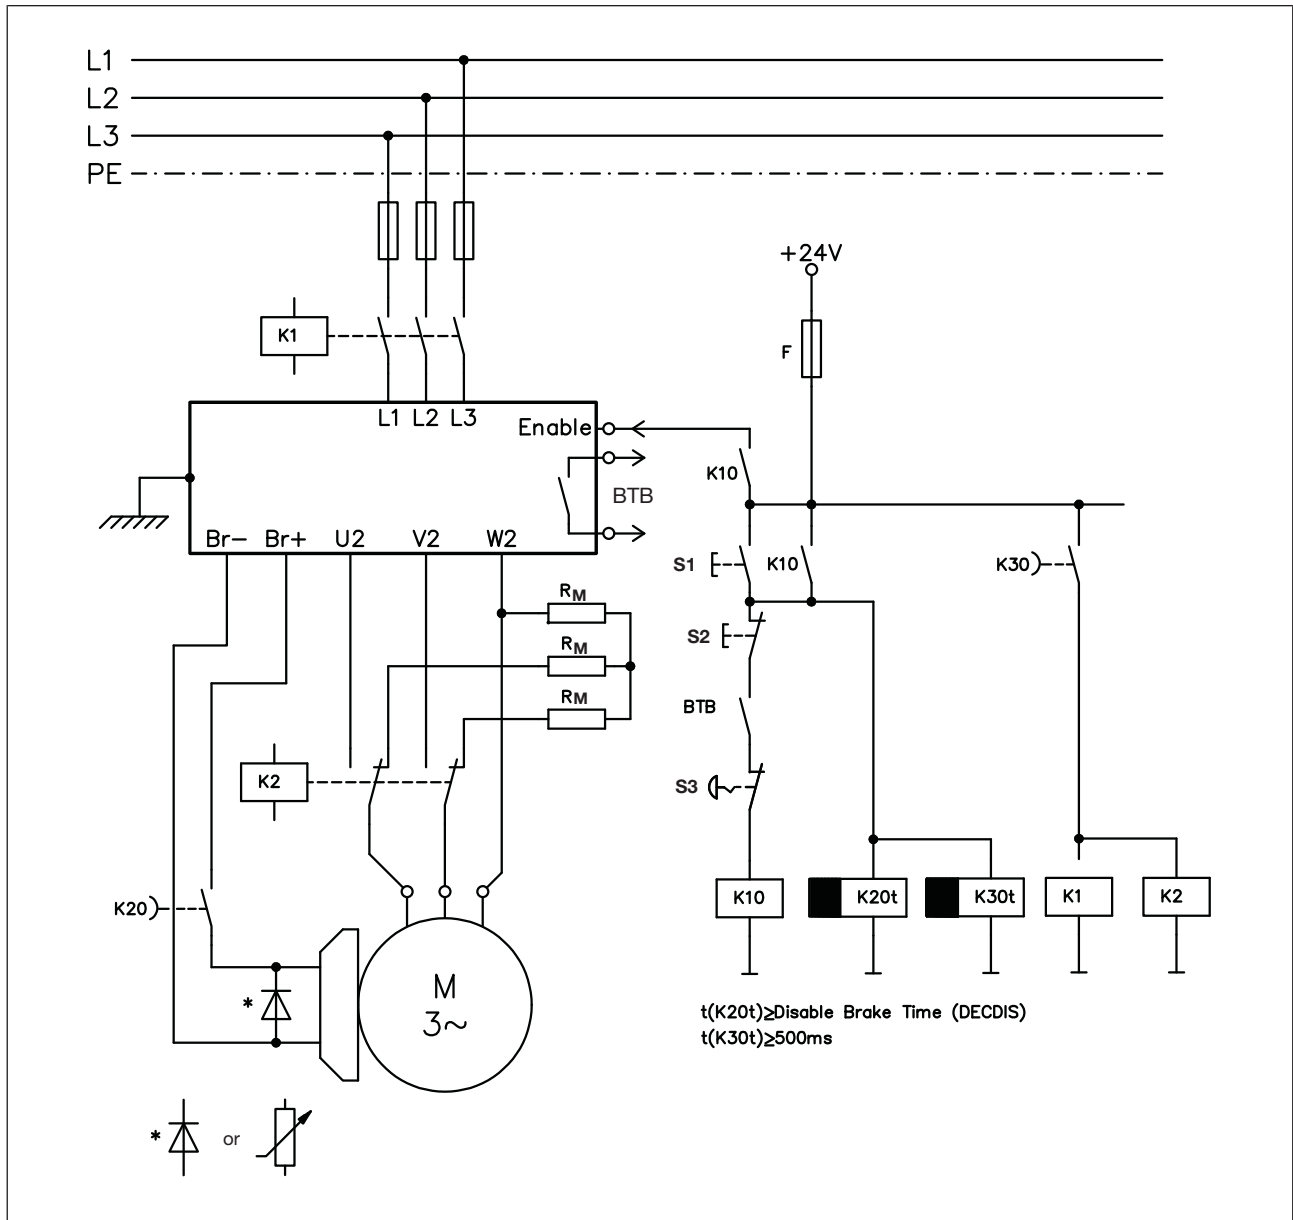 L1
L2
L3
PE
+24V
F
K1
L1 L2 L3
Enable
K10
BTB
Br- Br+ U2 V2 W2
S1
K10
K30
RM
S2
RM
RM
BTB
K2
S3
K20
K10
K20t
K30t
K1
K2
M
3~
*
t(K20t)≥Disable Brake Time (DECDIS)
t(K30t)≥500ms
* or